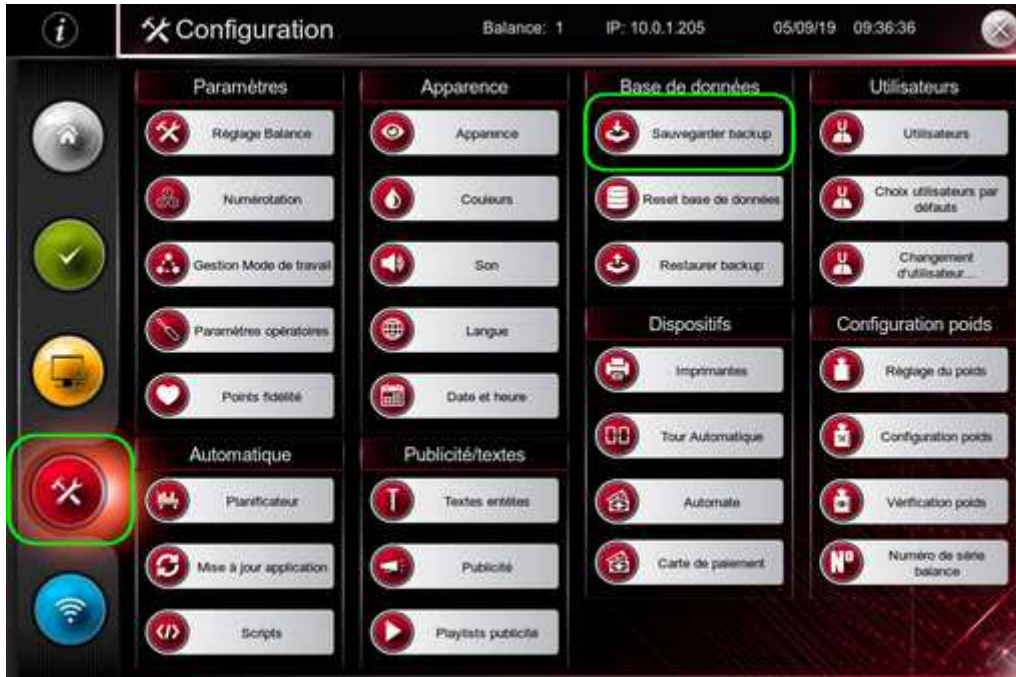 i
Configuration
Balance: 1
IP: 10.0.1.205
05/09/19
09:36:36
Paramètres
Réglage Balance
Numérotation
Gestion Mode de travail
Paramètres opératoires
Points fidélité
Automatique
Planificateur
Mise à jour application
Scripts
Apparence
Apparence
Couleurs
Son
Langue
Date et heure
Publicité/textes
Textes entêtes
Publicité
Playlists publicité
Base de données
Sauvegarder backup
Reset base de données
Restaurer backup
Dispositifs
Imprimantes
Tour Automatique
Automate
Carte de paiement
Utilisateurs
Utilisateurs
Choix utilisateurs par
défauts
Changement
d'utilisateur...
Configuration poids
Réglage du poids
Configuration poids
Vérification poids
Nº
Numéro de série
balance